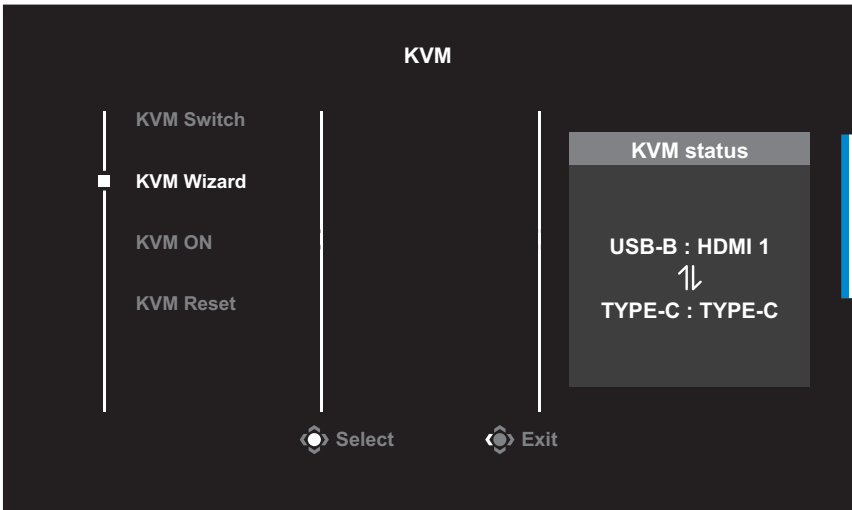 KVM
KVM Switch
KVM Wizard
KVM ON
KVM Reset
KVM status
USB-B : HDMI 1
TYPE-C : TYPE-C
Select
Exit